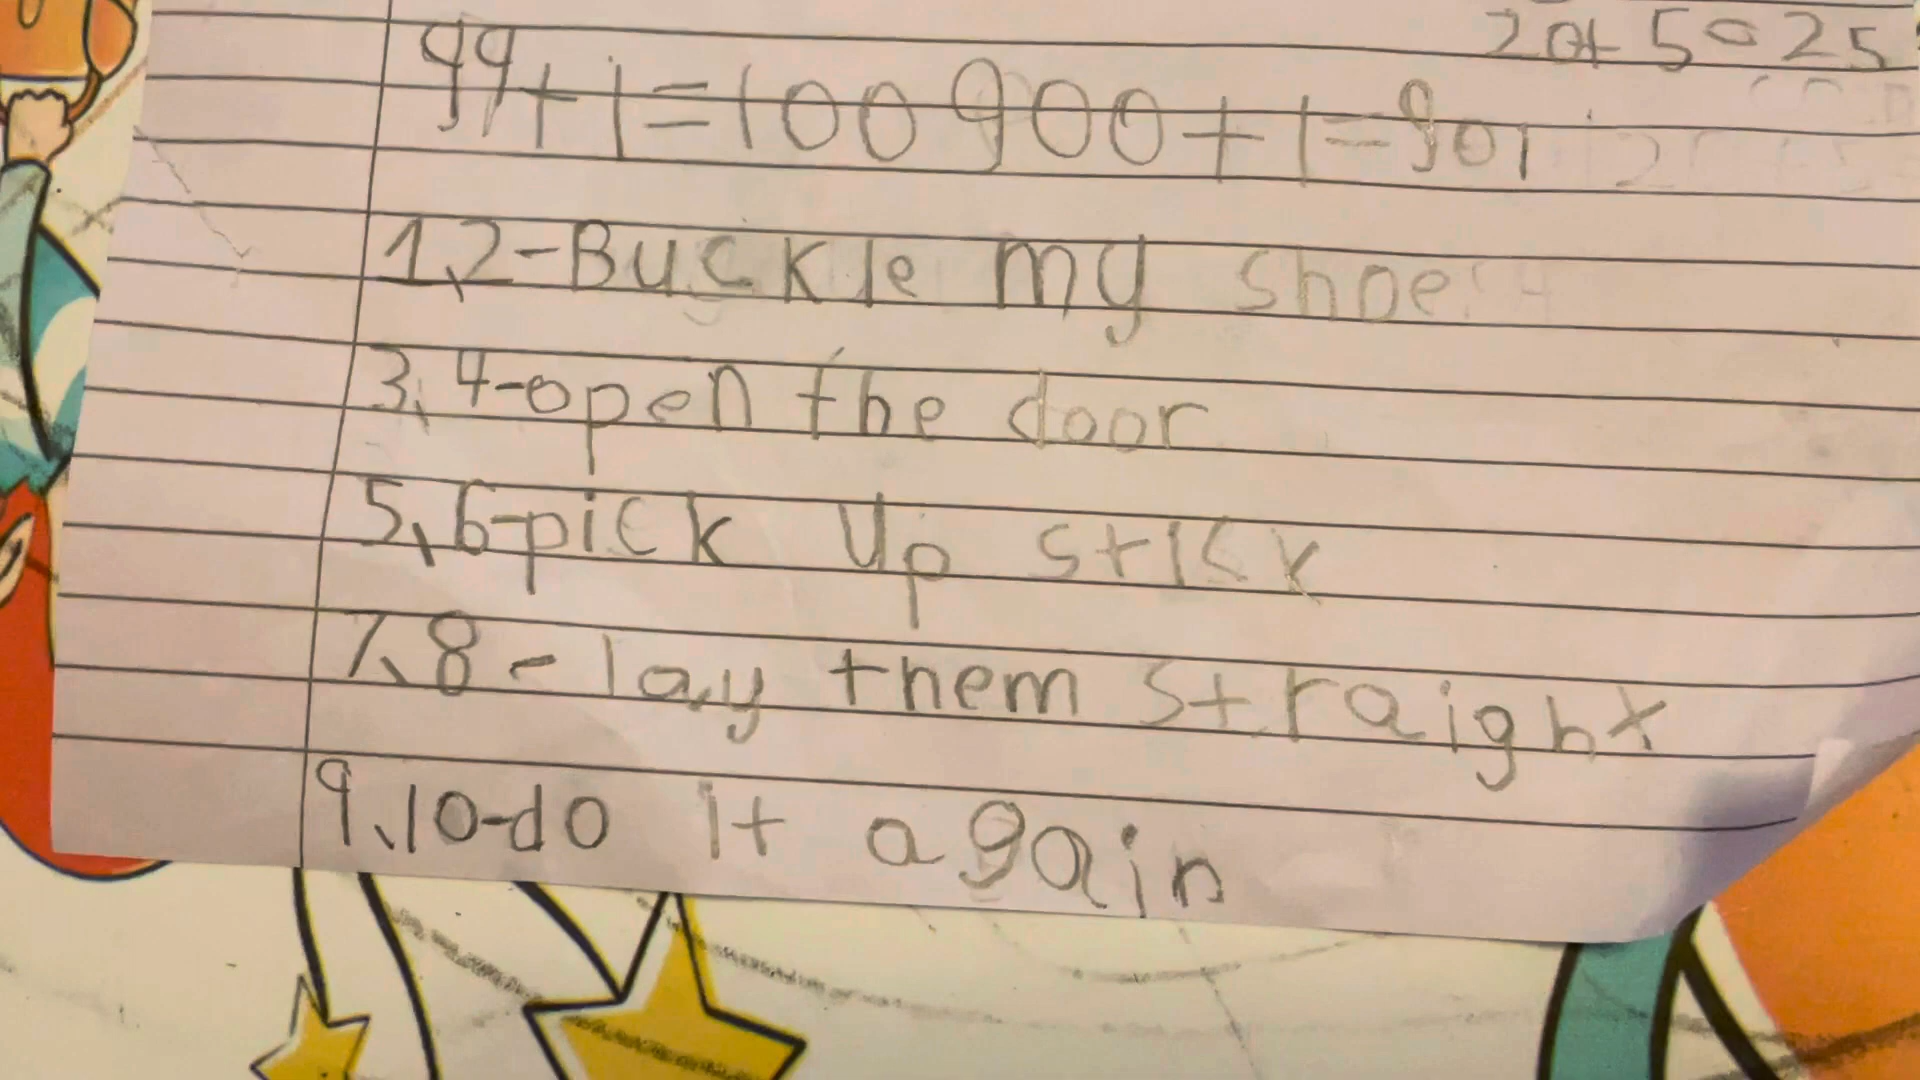 20+5=25
99+1=100 900+1=901
1,2-Buckle my shoe
3,4-open the door
5,6-pick up stick
7,8-lay them straight
9,10-do it again